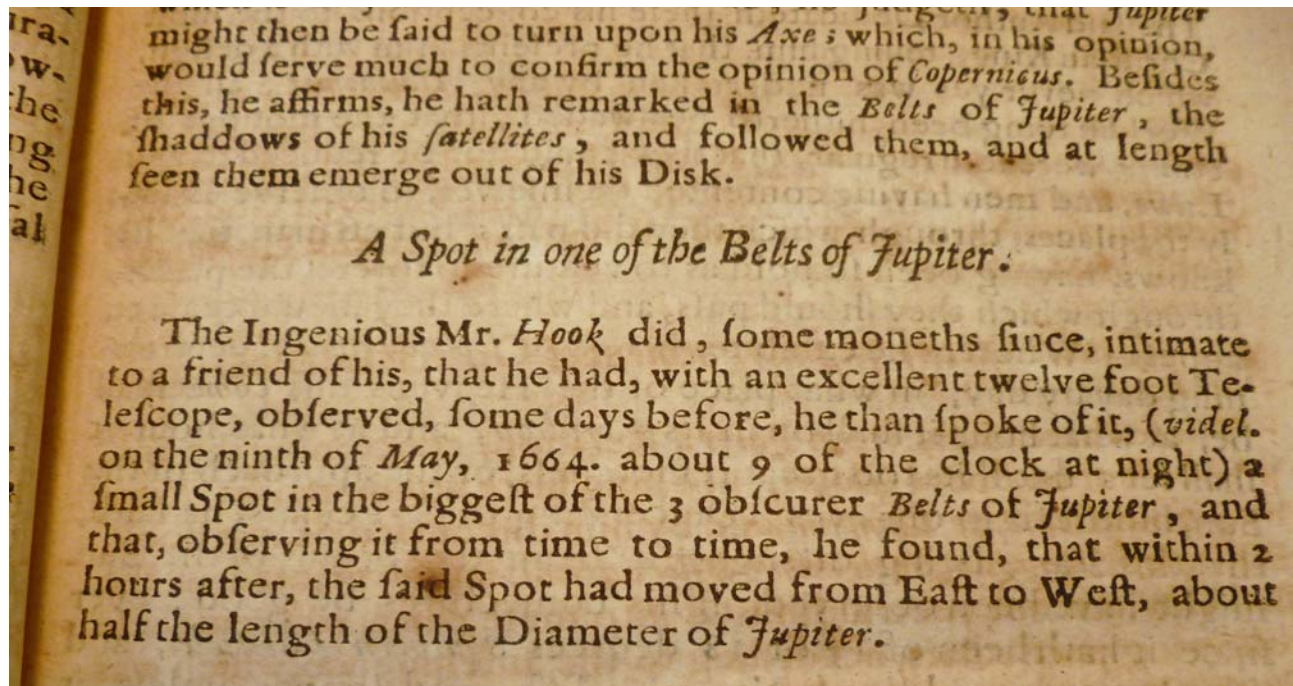 that Jupiter
might then be ſaid to turn upon his Axe; which, in his opinion,
would ſerve much to confirm the opinion of Copernicus. Beſides
this, he affirms, he hath remarked in the Belts of Jupiter, the
ſhaddows of his ſatellites, and followed them, and at length
ſeen them emerge out of his Disk.
A Spot in one of the Belts of Jupiter.
The Ingenious Mr. Hook did, ſome moneths ſince, intimate
to a friend of his, that he had, with an excellent twelve foot Te-
leſcope, obſerved, ſome days before, he than ſpoke of it, (videl.
on the ninth of May, 1664. about 9 of the clock at night) a
ſmall Spot in the biggeſt of the 3 obſcurer Belts of Jupiter, and
that, obſerving it from time to time, he found, that within 2
hours after, the ſaid Spot had moved from Eaſt to Weſt, about
half the length of the Diameter of Jupiter.